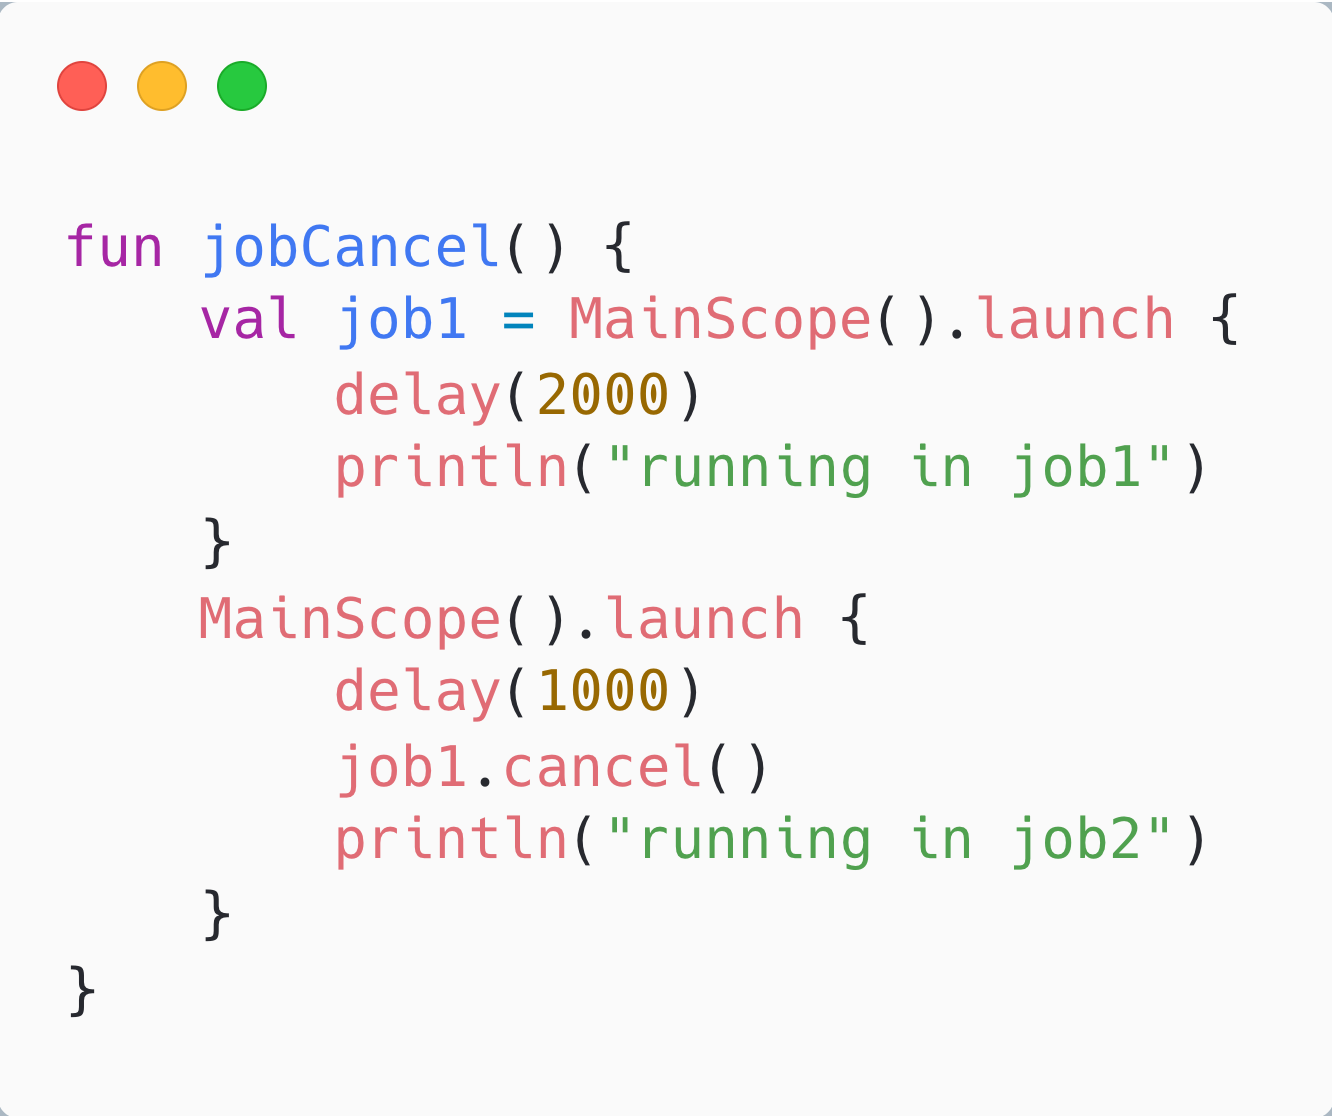 fun jobCancel() {
    val job1 = MainScope().launch {
        delay(2000)
        println("running in job1")
    }
    MainScope().launch {
        delay(1000)
        job1.cancel()
        println("running in job2")
    }
}